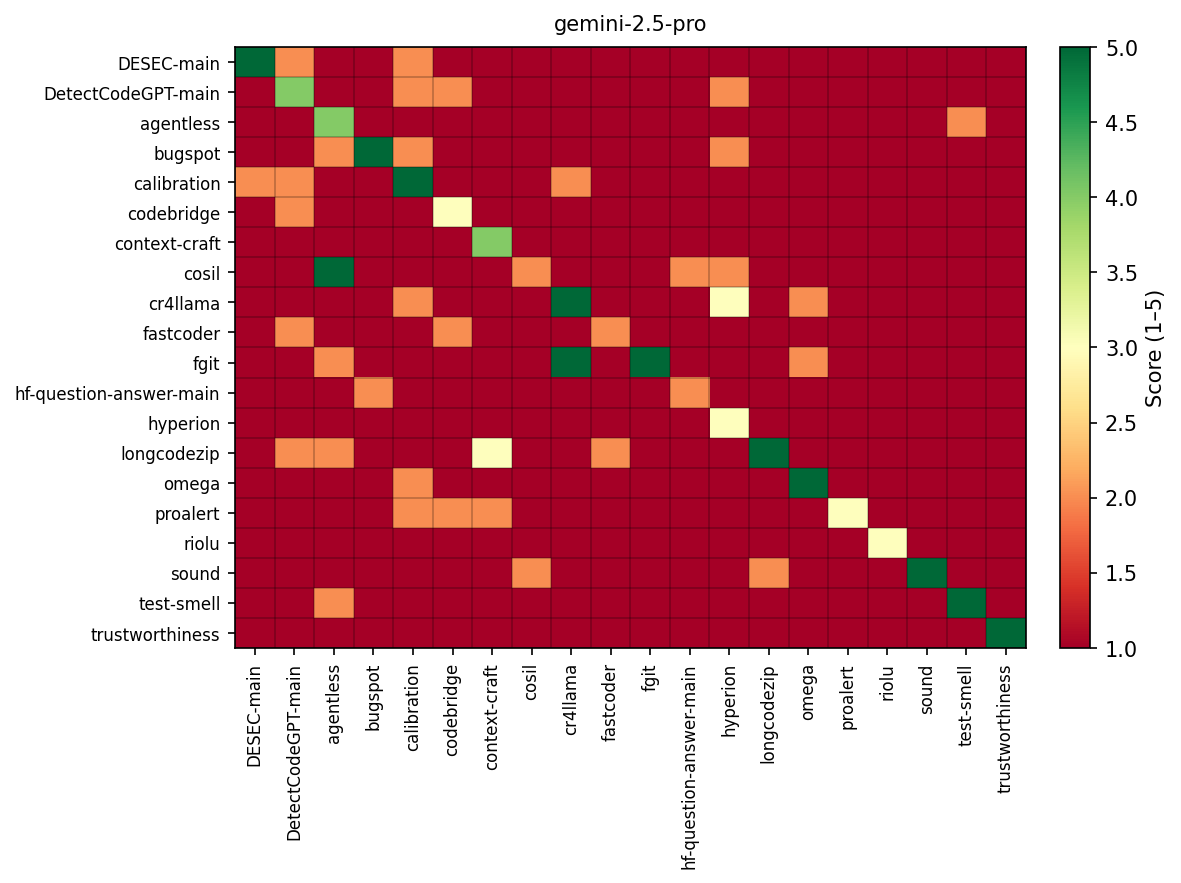 gemini-2.5-pro
DESEC-main
DetectCodeGPT-main
agentless
bugspot
calibration
codebridge
context-craft
cosil
cr4llama
fastcoder
fgit
hf-question-answer-main
hyperion
longcodezip
omega
proalert
riolu
sound
test-smell
trustworthiness
DESEC-main
DetectCodeGPT-main
agentless
bugspot
calibration
codebridge
context-craft
cosil
cr4llama
fastcoder
fgit
hf-question-answer-main
hyperion
longcodezip
omega
proalert
riolu
sound
test-smell
trustworthiness
5.0
4.5
4.0
3.5
3.0
2.5
2.0
1.5
1.0
Score (1–5)